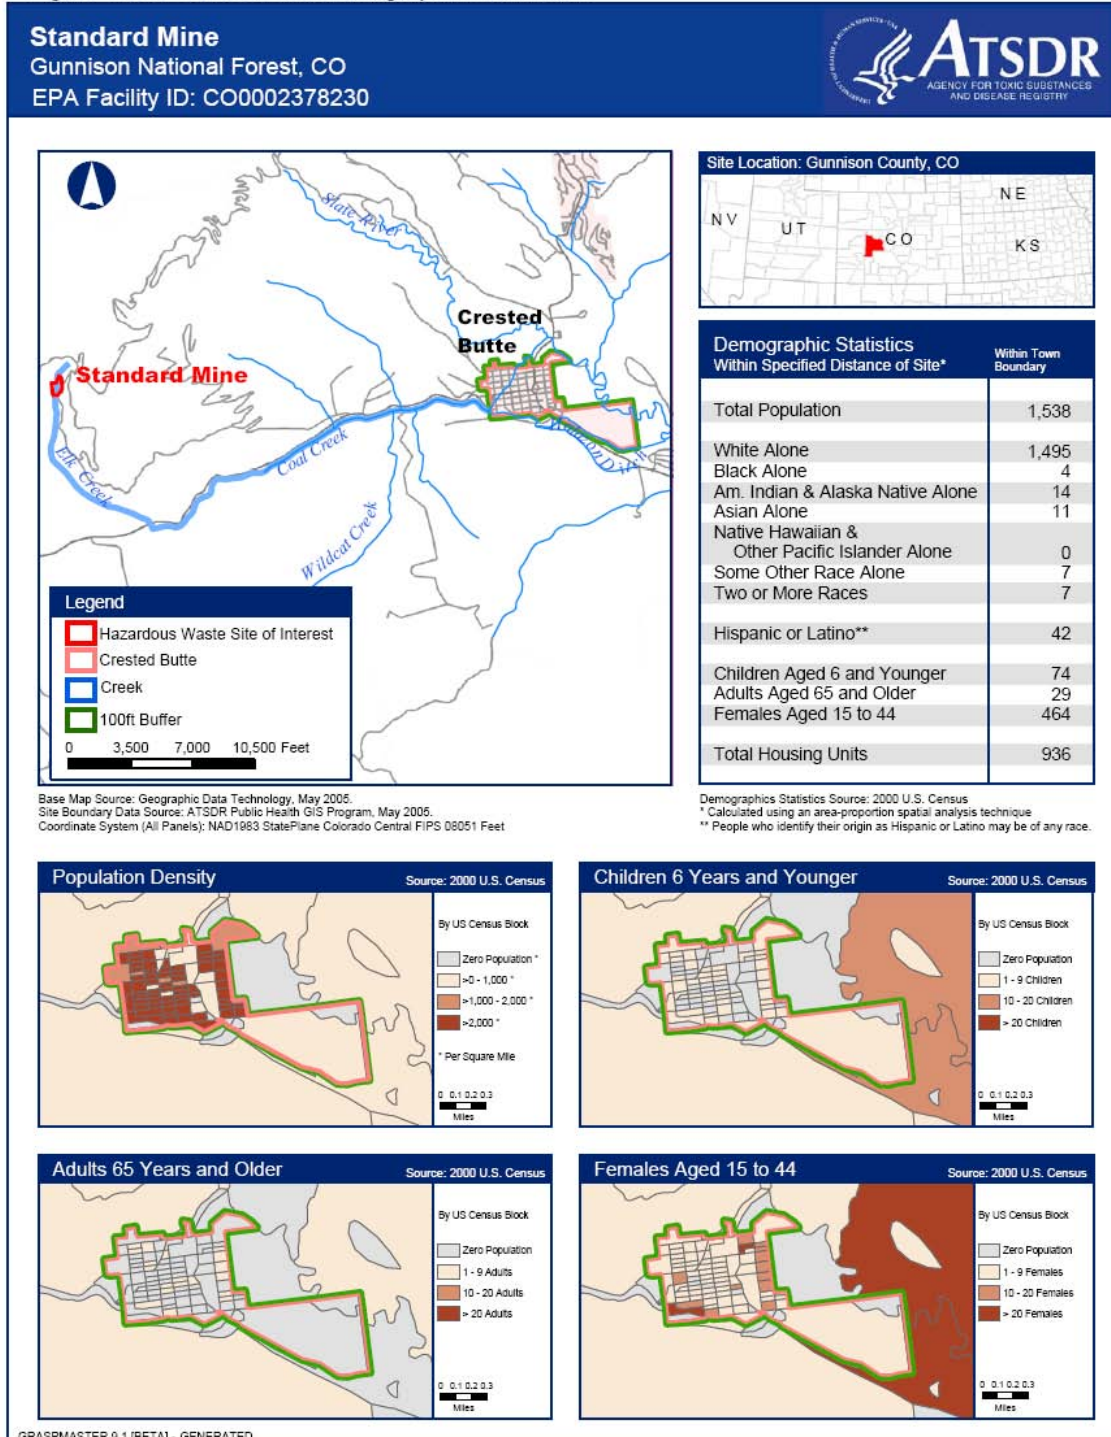 Standard Mine
Gunnison National Forest, CO
EPA Facility ID: CO0002378230
ATSDR
AGENCY FOR TOXIC SUBSTANCES
AND DISEASE REGISTRY
Slate River
Crested
Butte
Standard Mine
Elk Creek
Coal Creek
Wildcat Creek
Legend
Hazardous Waste Site of Interest
Crested Butte
Creek
100ft Buffer
0 3,500 7,000 10,500 Feet
Site Location: Gunnison County, CO
NV
UT
CO
NE
KS
Demographic Statistics
Within Specified Distance of Site*
Within Town
Boundary
Total Population 1,538
White Alone 1,495
Black Alone 4
Am. Indian & Alaska Native Alone 14
Asian Alone 11
Native Hawaiian &
Other Pacific Islander Alone 0
Some Other Race Alone 7
Two or More Races 7
Hispanic or Latino** 42
Children Aged 6 and Younger 74
Adults Aged 65 and Older 29
Females Aged 15 to 44 464
Total Housing Units 936
Base Map Source: Geographic Data Technology, May 2005.
Site Boundary Data Source: ATSDR Public Health GIS Program, May 2005.
Coordinate System (All Panels): NAD1983 StatePlane Colorado Central FIPS 08051 Feet
Demographics Statistics Source: 2000 U.S. Census
* Calculated using an area-proportion spatial analysis technique
** People who identify their origin as Hispanic or Latino may be of any race.
Population Density Source: 2000 U.S. Census
By US Census Block
Zero Population *
>0 - 1,000 *
>1,000 - 2,000 *
>2,000 *
* Per Square Mile
0 0.1 0.2 0.3
Miles
Children 6 Years and Younger Source: 2000 U.S. Census
By US Census Block
Zero Population
1 - 9 Children
10 - 20 Children
> 20 Children
0 0.1 0.2 0.3
Miles
Adults 65 Years and Older Source: 2000 U.S. Census
By US Census Block
Zero Population
1 - 9 Adults
10 - 20 Adults
> 20 Adults
0 0.1 0.2 0.3
Miles
Females Aged 15 to 44 Source: 2000 U.S. Census
By US Census Block
Zero Population
1 - 9 Females
10 - 20 Females
> 20 Females
0 0.1 0.2 0.3
Miles